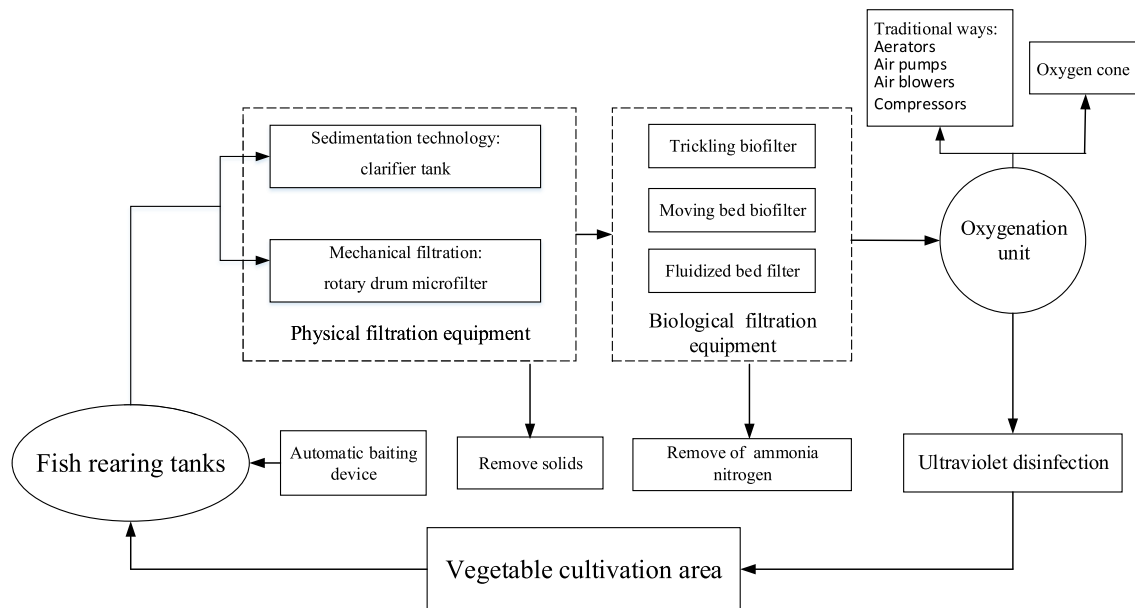 Traditional ways:
Aerators
Air pumps
Air blowers
Compressors
Oxygen cone
Sedimentation technology:
clarifier tank
Mechanical filtration:
rotary drum microfilter
Physical filtration equipment
Trickling biofilter
Moving bed biofilter
Fluidized bed filter
Biological filtration
equipment
Oxygenation
unit
Fish rearing tanks
Automatic baiting
device
Remove solids
Remove of ammonia
nitrogen
Ultraviolet disinfection
Vegetable cultivation area